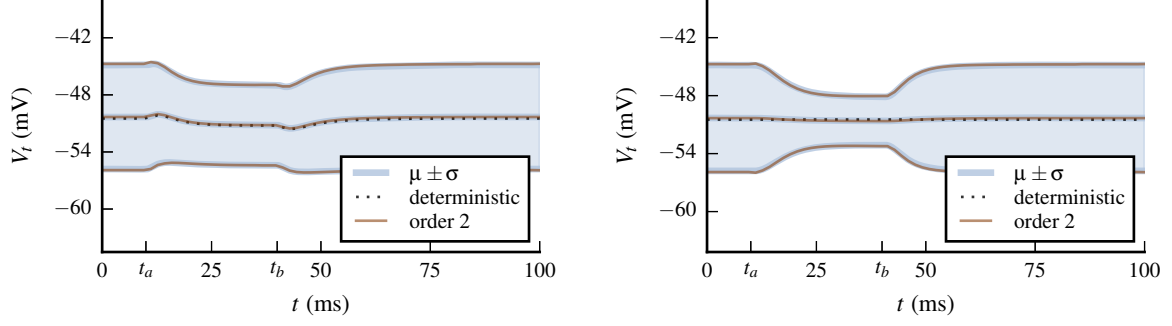 −42
−48
−54
−60
V_t (mV)
μ ± σ
deterministic
order 2
0 t_a 25 t_b 50 75 100
t (ms)
−42
−48
−54
−60
V_t (mV)
μ ± σ
deterministic
order 2
0 t_a 25 t_b 50 75 100
t (ms)